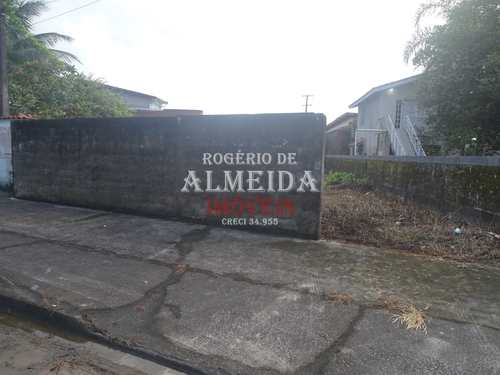 ROGÉRIO DE
ALMEIDA
IMÓVEIS
CRECI 34.955